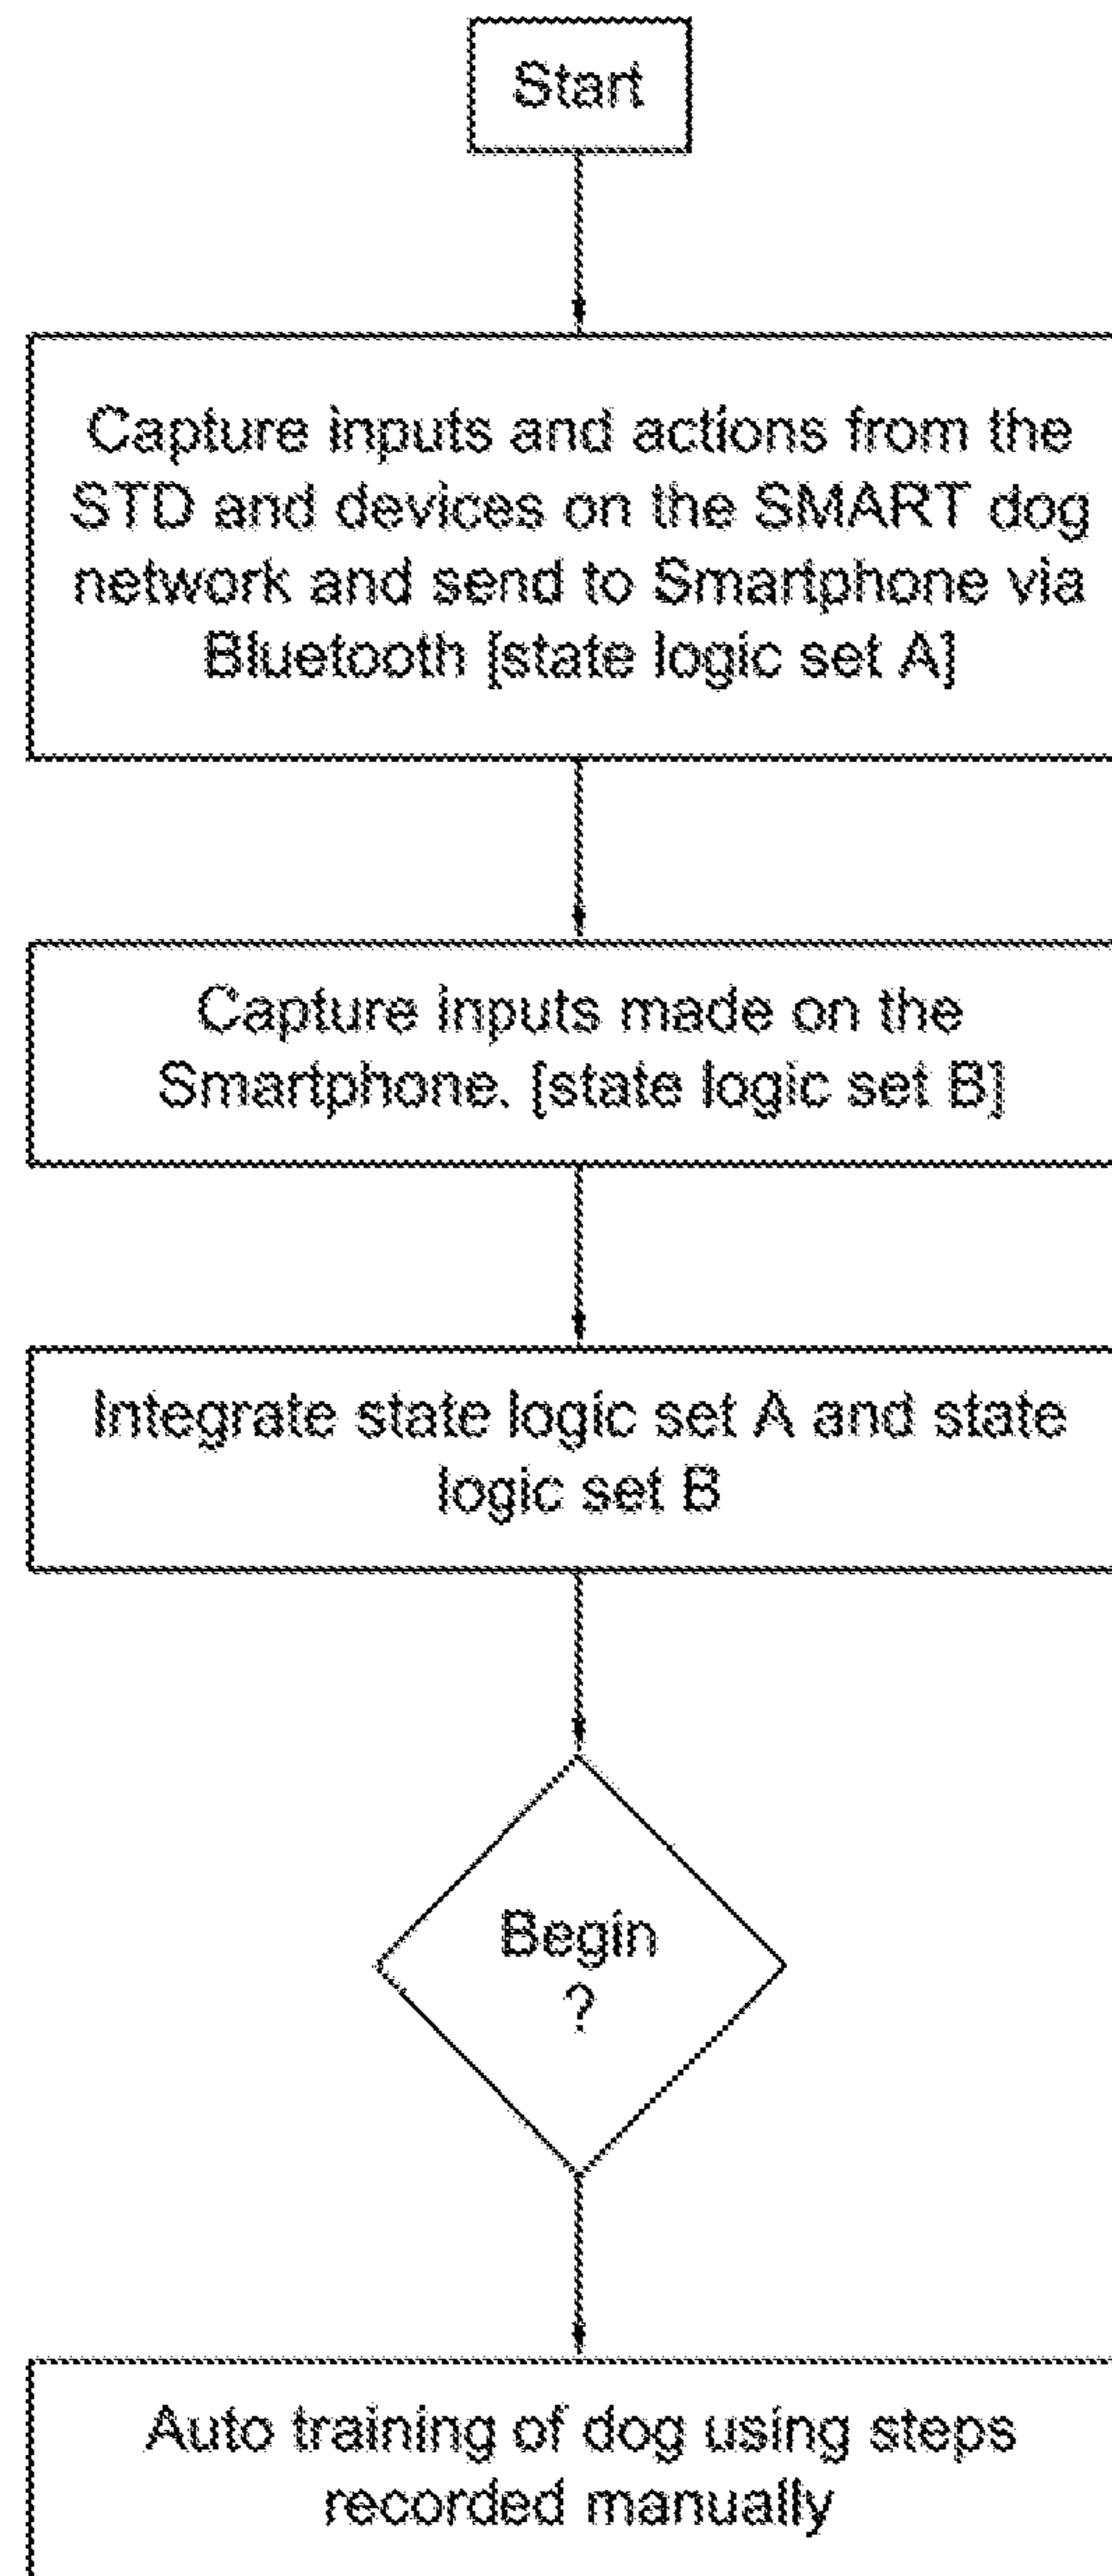 Start
Capture inputs and actions from the
STD and devices on the SMART dog
network and send to Smartphone via
Bluetooth [state logic set A]
Capture inputs made on the
Smartphone. [state logic set B]
Integrate state logic set A and state
logic set B
Begin
?
Auto training of dog using steps
recorded manually